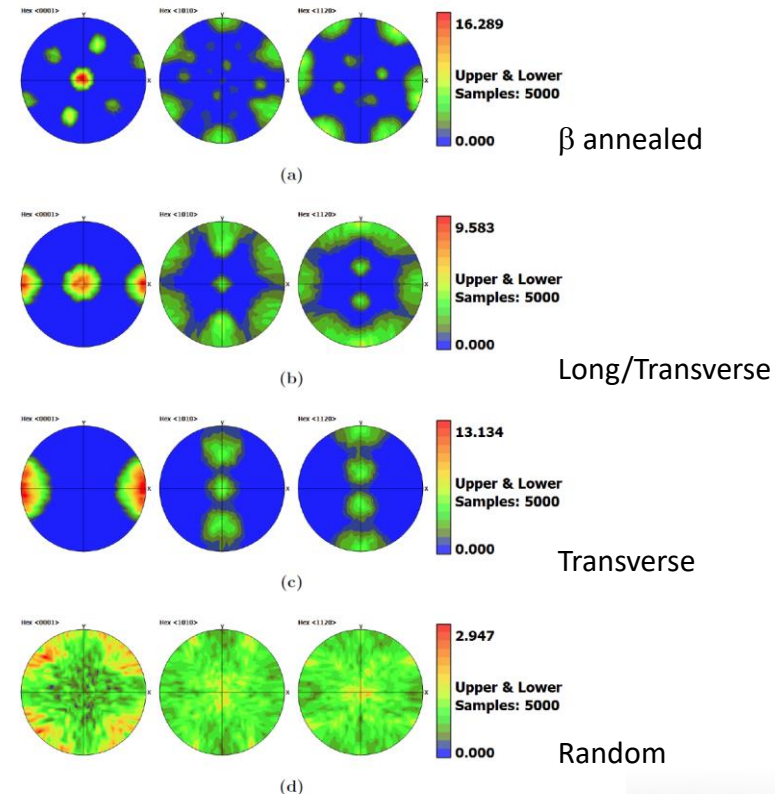 Hex <0001>
Y
X
Hex <1010>
Y
X
Hex <1120>
Y
X
16.289
Upper & Lower
Samples: 5000
0.000
β annealed
(a)
Hex <0001>
Y
X
Hex <1010>
Y
X
Hex <1120>
Y
X
9.583
Upper & Lower
Samples: 5000
0.000
Long/Transverse
(b)
Hex <0001>
Y
X
Hex <1010>
Y
X
Hex <1120>
Y
X
13.134
Upper & Lower
Samples: 5000
0.000
Transverse
(c)
Hex <0001>
Y
X
Hex <1010>
Y
X
Hex <1120>
Y
X
2.947
Upper & Lower
Samples: 5000
0.000
Random
(d)